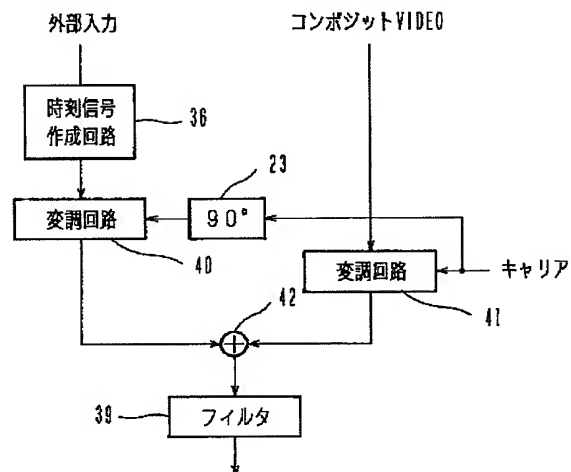 外部入力
コンポジットVIDEO
時刻信号
作成回路
36
23
変調回路
90°
40
変調回路
キャリア
41
42
39
フィルタ